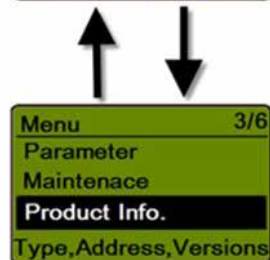 Menu 3/6
Parameter
Maintenace
Product Info.
Type,Address,Versions